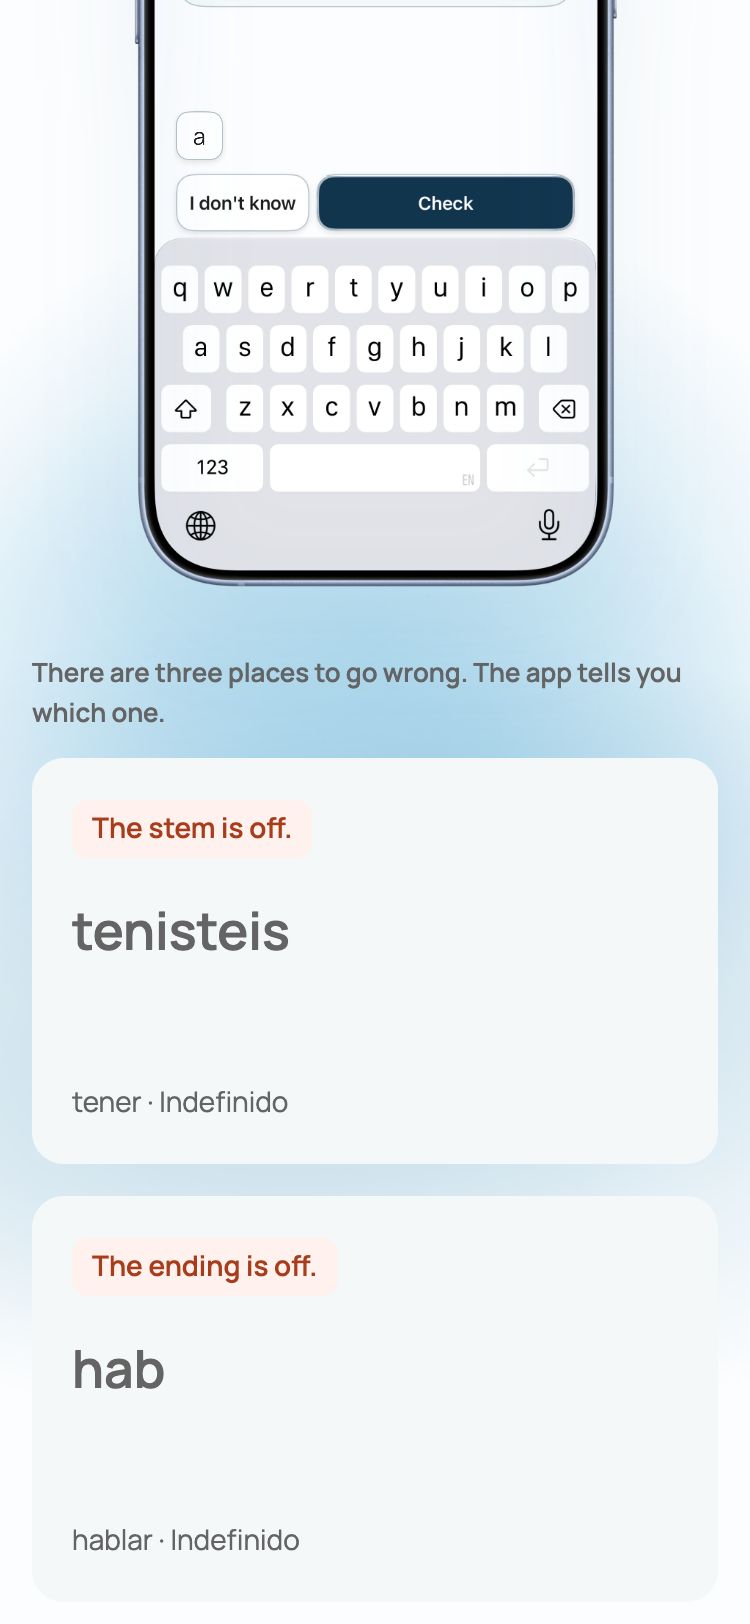 a
I don't know
Check
q w e r t y u i o p
a s d f g h j k l
z x c v b n m
123
EN
There are three places to go wrong. The app tells you
which one.
The stem is off.
tenisteis
tener · Indefinido
The ending is off.
hab
hablar · Indefinido